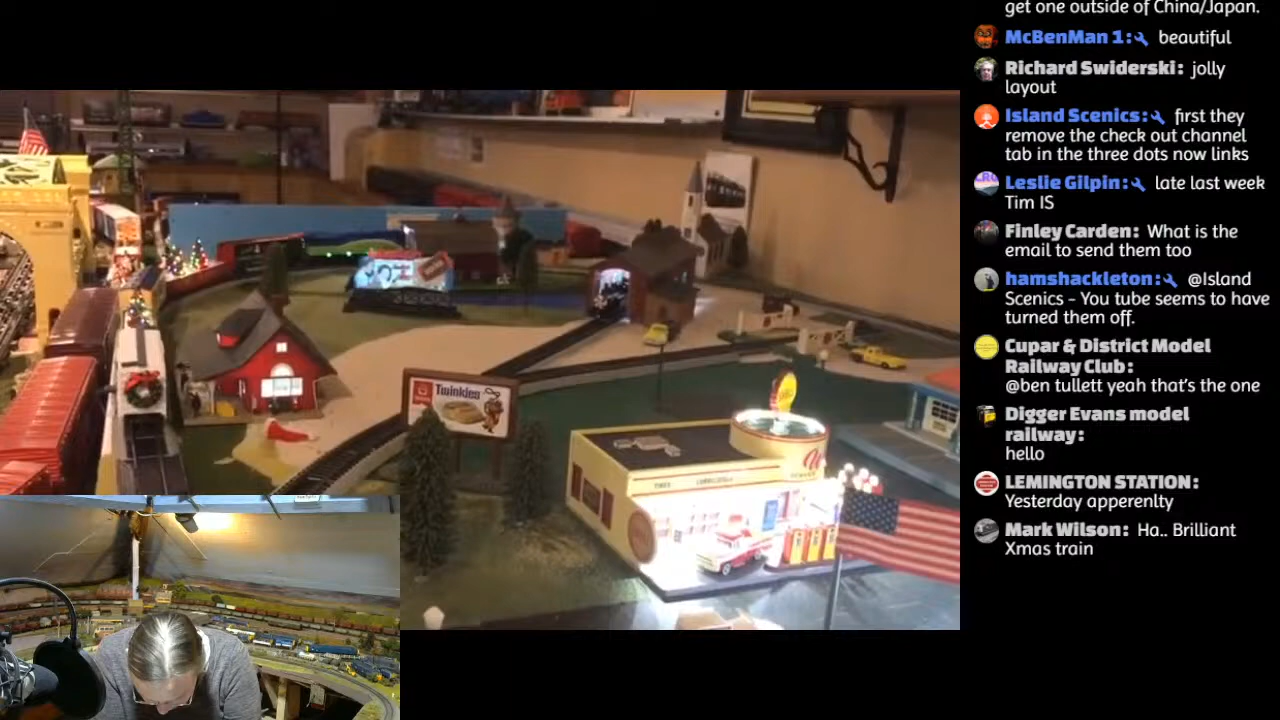 get one outside of China/Japan.
McBenMan 1: beautiful
Richard Swiderski: jolly
layout
Island Scenics: first they
remove the check out channel
tab in the three dots now links
Leslie Gilpin: late last week
Tim IS
Finley Carden: What is the
email to send them too
hamshackleton: @Island
Scenics - You tube seems to have
turned them off.
Cupar & District Model
Railway Club:
@ben tullett yeah that's the one
Digger Evans model
railway:
hello
LEMINGTON STATION:
Yesterday apperenlty
Mark Wilson: Ha.. Brilliant
Xmas train
Twinkies